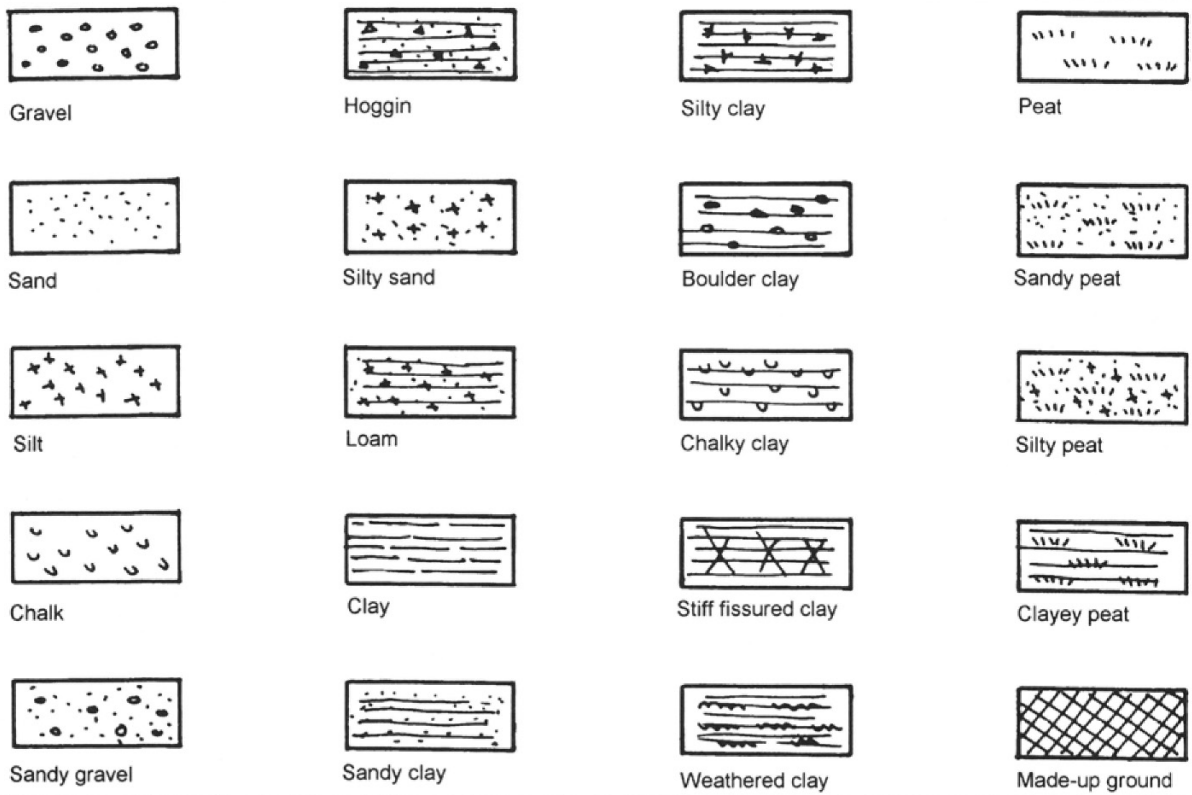 Gravel
Hoggin
Silty clay
Peat
Sand
Silty sand
Boulder clay
Sandy peat
Silt
Loam
Chalky clay
Silty peat
Chalk
Clay
Stiff fissured clay
Clayey peat
Sandy gravel
Sandy clay
Weathered clay
Made-up ground